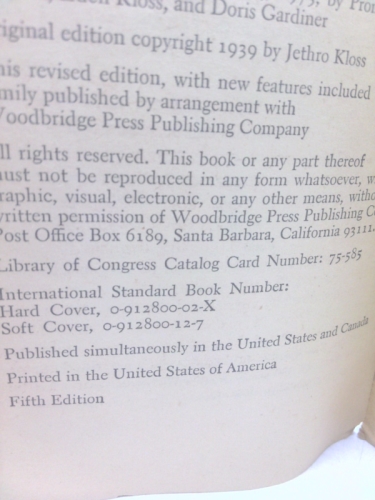 Kloss, and Doris Gardiner
original edition copyright 1939 by Jethro Kloss
his revised edition, with new features included
mily published by arrangement with
Woodbridge Press Publishing Company
ll rights reserved. This book or any part thereof
must not be reproduced in any form whatsoever, w
raphic, visual, electronic, or any other means, witho
written permission of Woodbridge Press Publishing Co
Post Office Box 6189, Santa Barbara, California 93111.
Library of Congress Catalog Card Number: 75-585
International Standard Book Number:
Hard Cover, 0-912800-02-X
Soft Cover, 0-912800-12-7
Published simultaneously in the United States and Canada
Printed in the United States of America
Fifth Edition